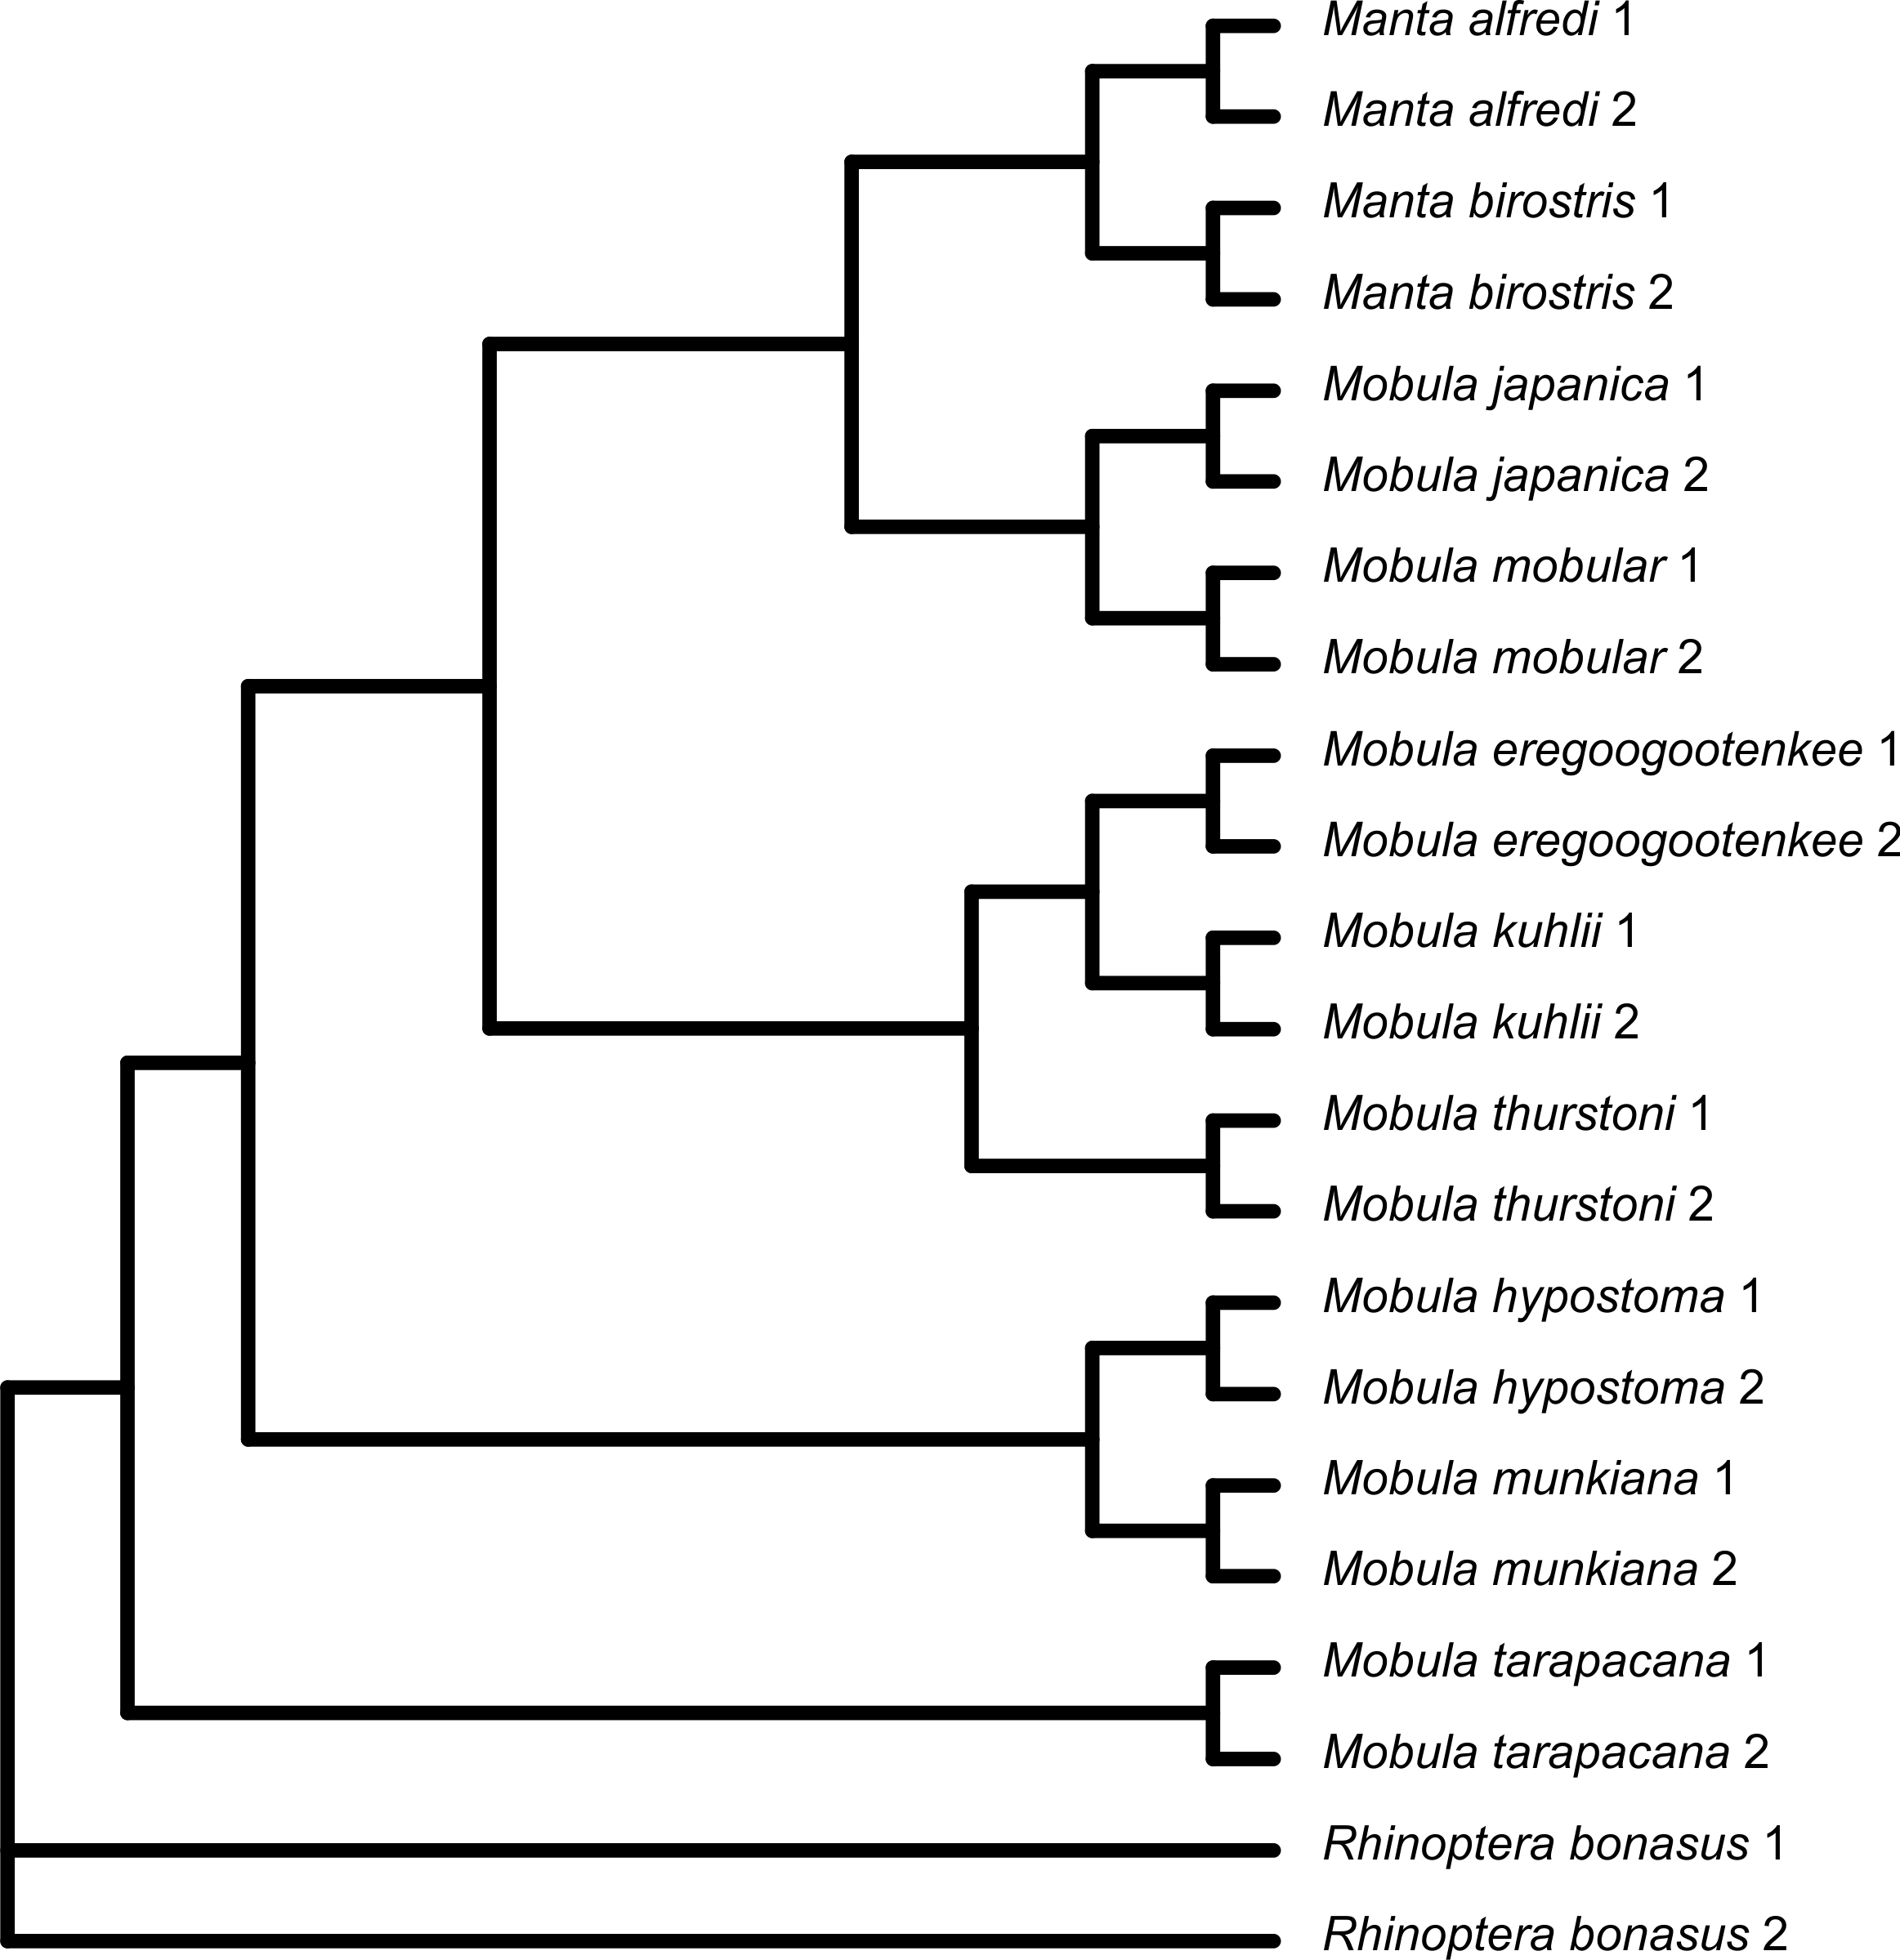 Manta alfredi 1
Manta alfredi 2
Manta birostris 1
Manta birostris 2
Mobula japanica 1
Mobula japanica 2
Mobula mobular 1
Mobula mobular 2
Mobula eregoogootenkee 1
Mobula eregoogootenkee 2
Mobula kuhlii 1
Mobula kuhlii 2
Mobula thurstoni 1
Mobula thurstoni 2
Mobula hypostoma 1
Mobula hypostoma 2
Mobula munkiana 1
Mobula munkiana 2
Mobula tarapacana 1
Mobula tarapacana 2
Rhinoptera bonasus 1
Rhinoptera bonasus 2